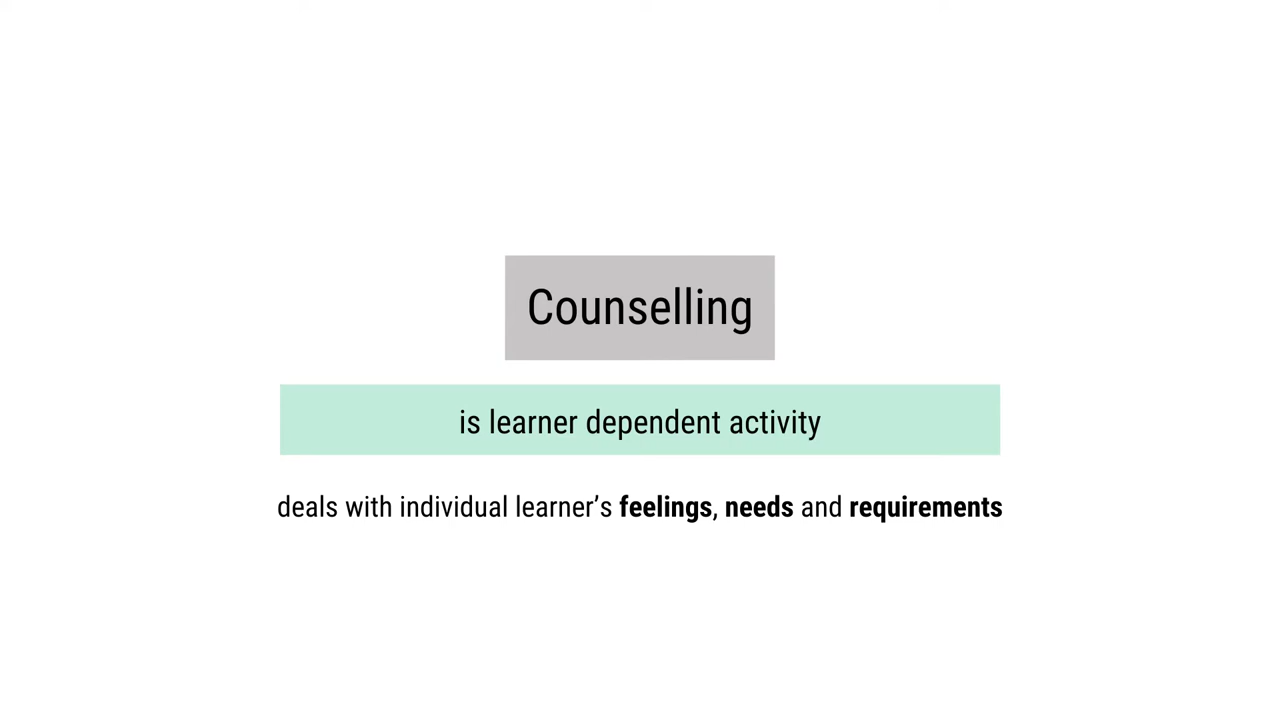 Counselling
is learner dependent activity
deals with individual learner’s feelings, needs and requirements